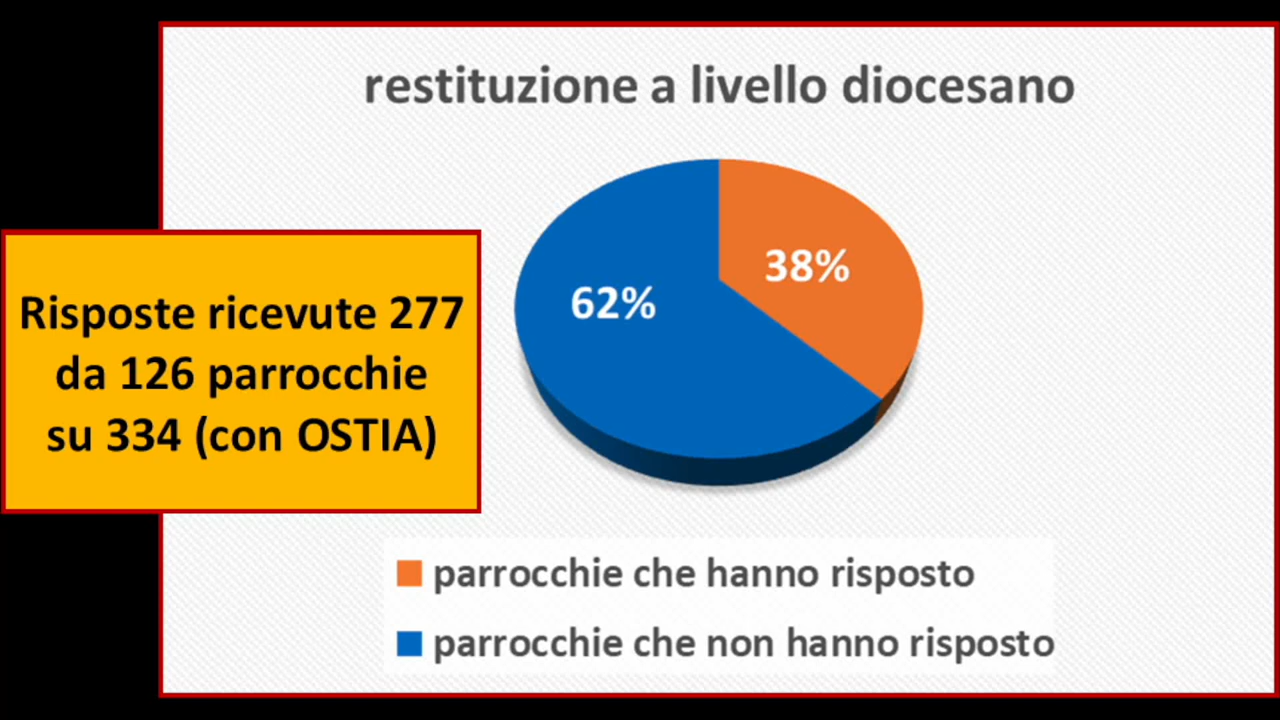 restituzione a livello diocesano
38%
62%
Risposte ricevute 277
da 126 parrocchie
su 334 (con OSTIA)
parrocchie che hanno risposto
parrocchie che non hanno risposto